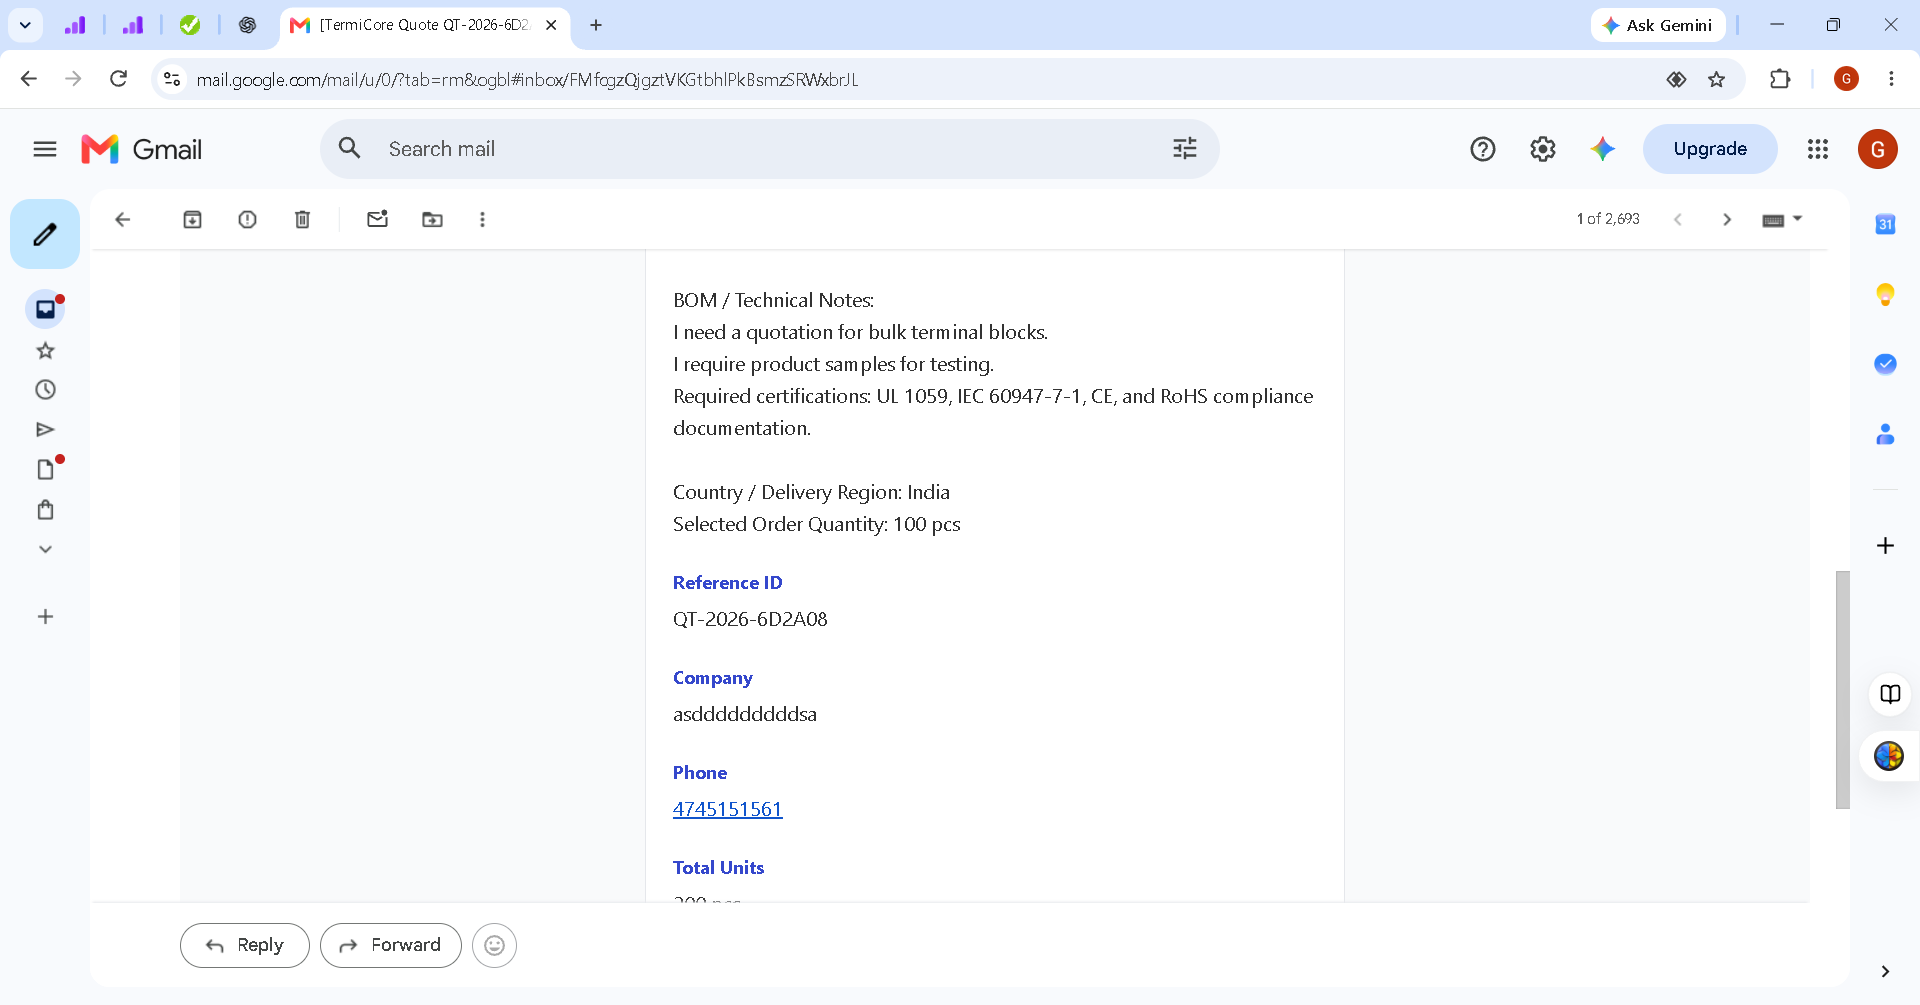 [TermiCore Quote QT-2026-6D2
Ask Gemini
mail.google.com/mail/u/0/?tab=rm&ogbl#inbox/FMfcgzQjgztVKGtbhlPkBsmzSRWxbrJL
G
Gmail
Search mail
Upgrade
G
1 of 2,693
31
BOM / Technical Notes:
I need a quotation for bulk terminal blocks.
I require product samples for testing.
Required certifications: UL 1059, IEC 60947-7-1, CE, and RoHS compliance
documentation.
Country / Delivery Region: India
Selected Order Quantity: 100 pcs
Reference ID
QT-2026-6D2A08
Company
asdddddddddsa
Phone
4745151561
Total Units
Reply
Forward